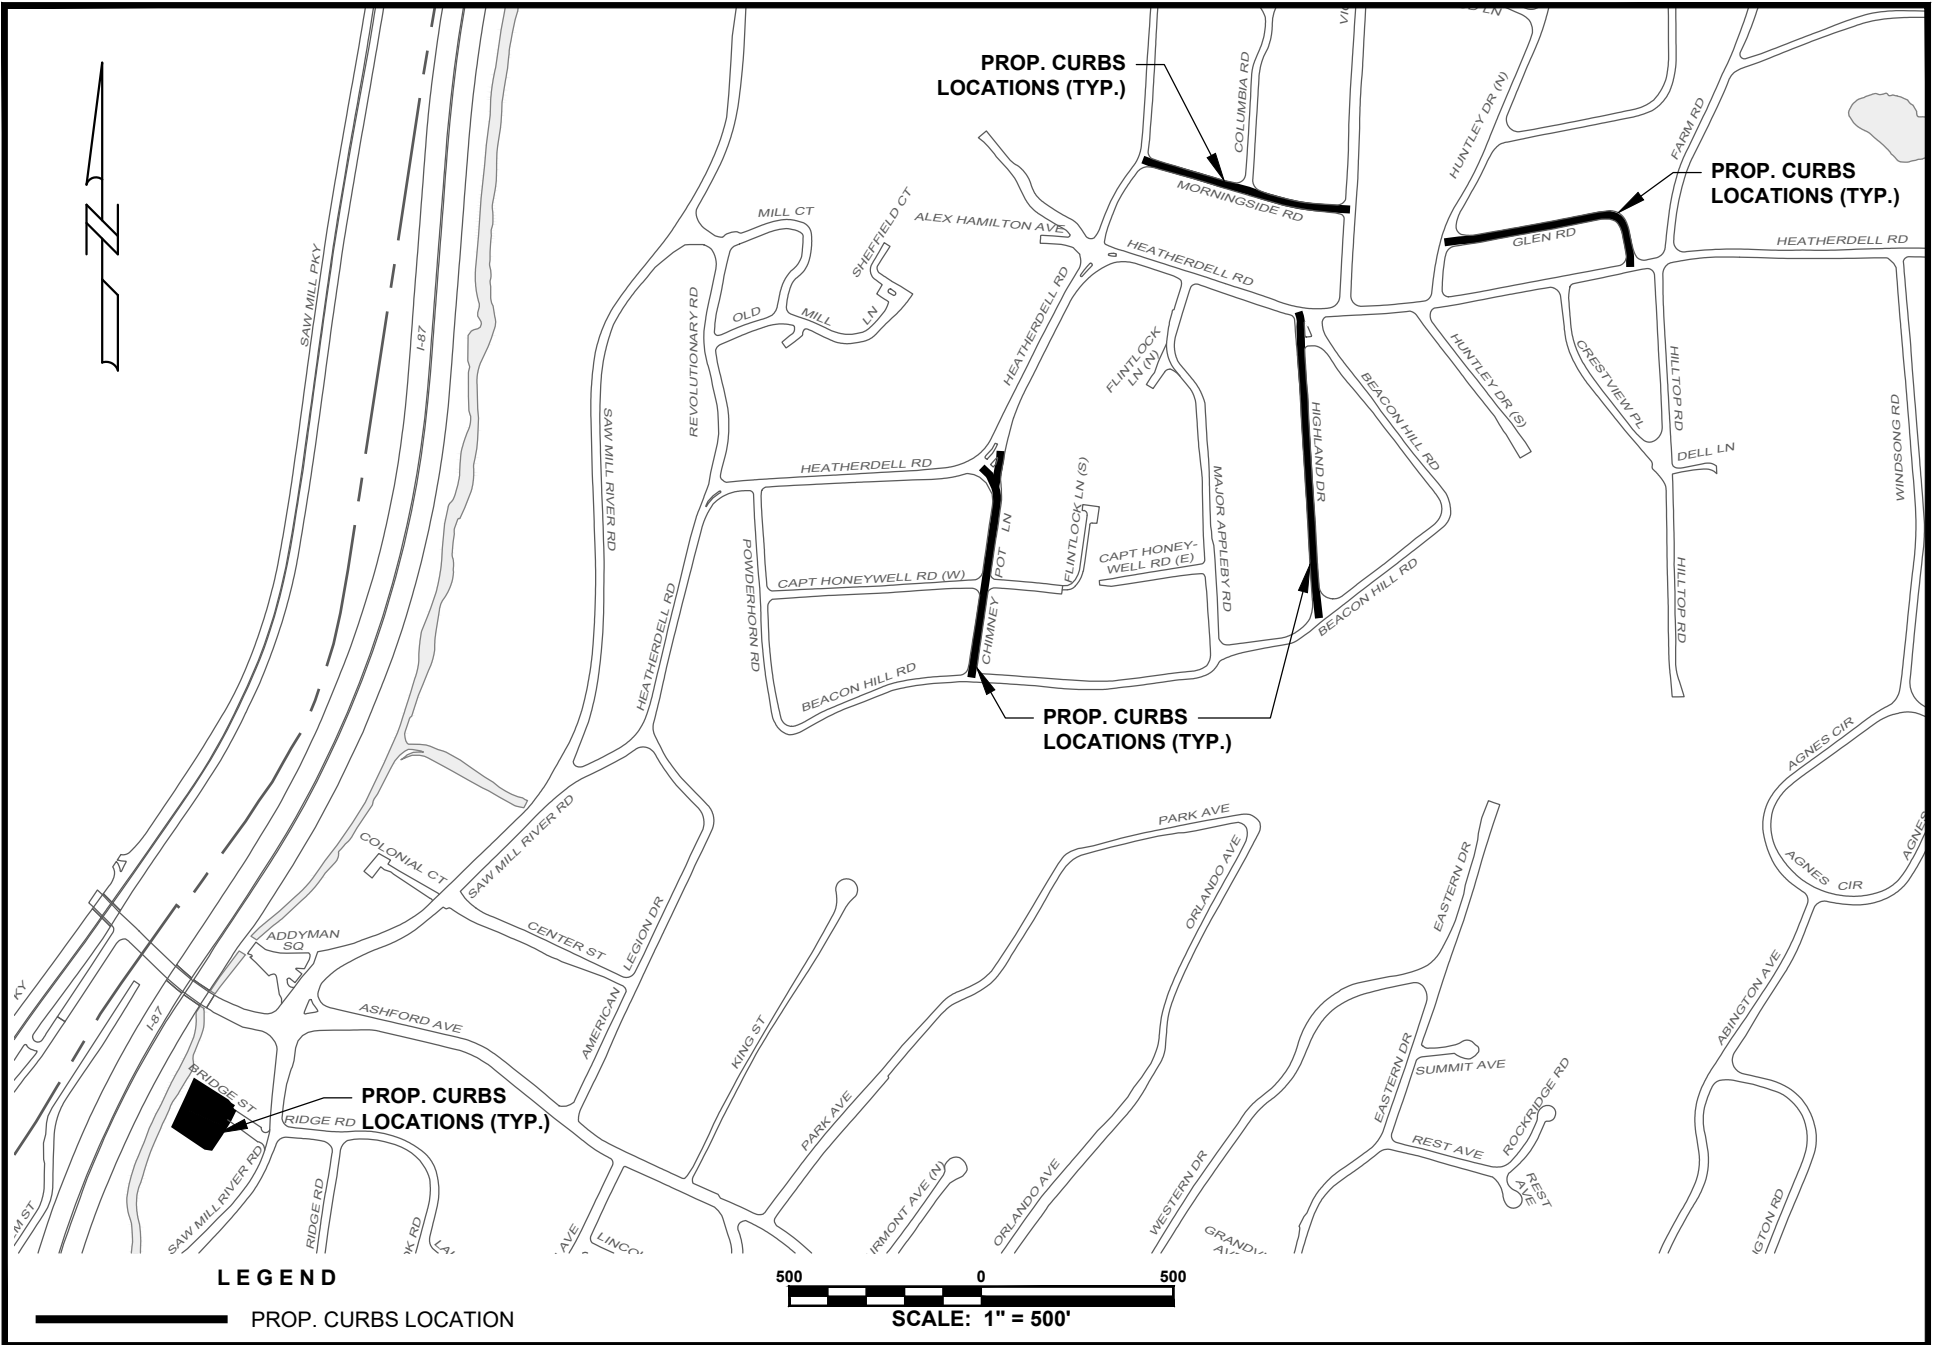 PROP. CURBS
LOCATIONS (TYP.)
COLUMBIA RD
HUNTLEY DR (N)
FARM RD
PROP. CURBS
LOCATIONS (TYP.)
MORNINGSIDE RD
GLEN RD
HEATHERDELL RD
MILL CT
SHEFFIELD CT
ALEX HAMILTON AVE
HEATHERDELL RD
SAW MILL PKY
I-87
REVOLUTIONARY RD
OLD
MILL
LN
HEATHERDELL RD
FLINTLOCK
LN (N)
BEACON HILL RD
HUNTLEY DR (S)
CRESTVIEW PL
HILLTOP RD
DELL LN
WINDSONG RD
SAW MILL RIVER RD
HEATHERDELL RD
HIGHLAND DR
MAJOR APPLEBY RD
FLINTLOCK LN (S)
POT LN
CHIMNEY
CAPT HONEY-
WELL RD (E)
CAPT HONEYWELL RD (W)
POWDERHORN RD
HEATHERDELL RD
BEACON HILL RD
BEACON HILL RD
HILLTOP RD
PROP. CURBS
LOCATIONS (TYP.)
AGNES CIR
AGNES CIR
AGNES
PARK AVE
ORLANDO AVE
EASTERN DR
SAW MILL RIVER RD
COLONIAL CT
CENTER ST
LEGION DR
AMERICAN
ADDYMAN
SQ
ASHFORD AVE
KY
I-87
KING ST
PARK AVE
ABINGTON AVE
EASTERN DR
SUMMIT AVE
ROCKRIDGE RD
REST AVE
REST
AVE
BRIDGE ST
PROP. CURBS
LOCATIONS (TYP.)
RIDGE RD
SAW MILL RIVER RD
RIDGE RD
ORLANDO AVE
WESTERN DR
AVE
LEGEND
PROP. CURBS LOCATION
500 0 500
SCALE: 1" = 500'